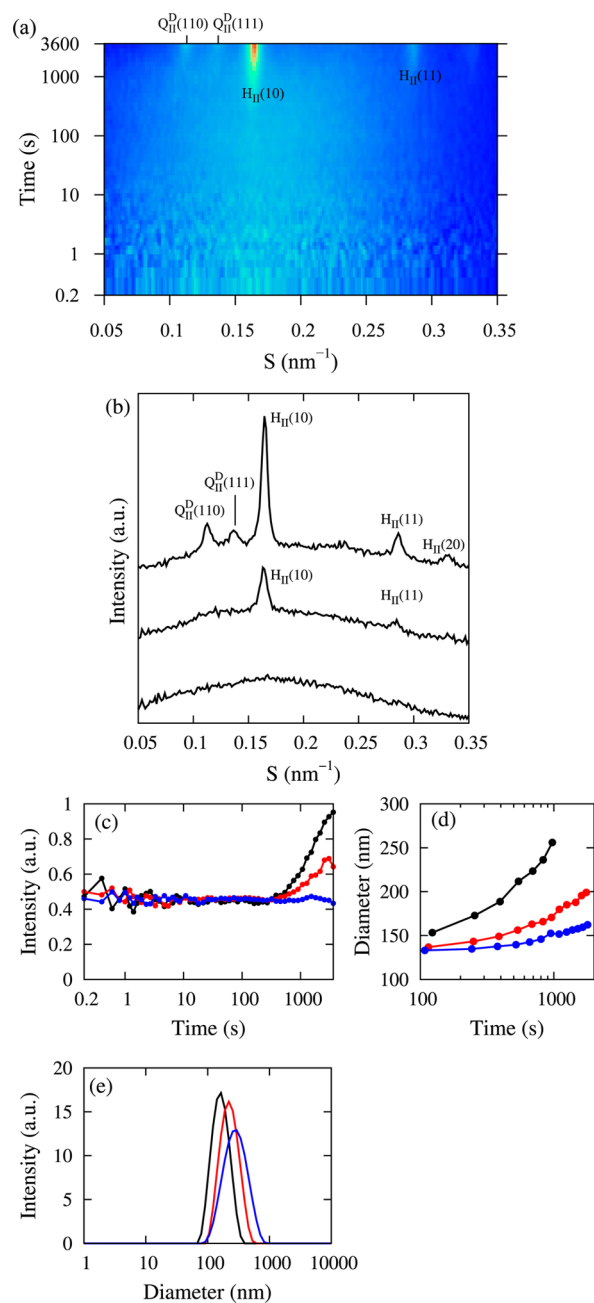 (a)
Q_II^D(110) Q_II^D(111)
3600
1000
100
10
1
0.2
Time (s)
H_II(10)
H_II(11)
0.05 0.1 0.15 0.2 0.25 0.3 0.35
S (nm⁻¹)
(b)
H_II(10)
Q_II^D(111)
Q_II^D(110)
H_II(11)
H_II(20)
H_II(10)
H_II(11)
Intensity (a.u.)
0.05 0.1 0.15 0.2 0.25 0.3 0.35
S (nm⁻¹)
(c)
1
0.8
0.6
0.4
0.2
0
Intensity (a.u.)
0.2 1 10 100 1000
Time (s)
(d)
300
250
200
150
100
Diameter (nm)
100 1000
Time (s)
(e)
20
15
10
5
0
Intensity (a.u.)
1 10 100 1000 10000
Diameter (nm)